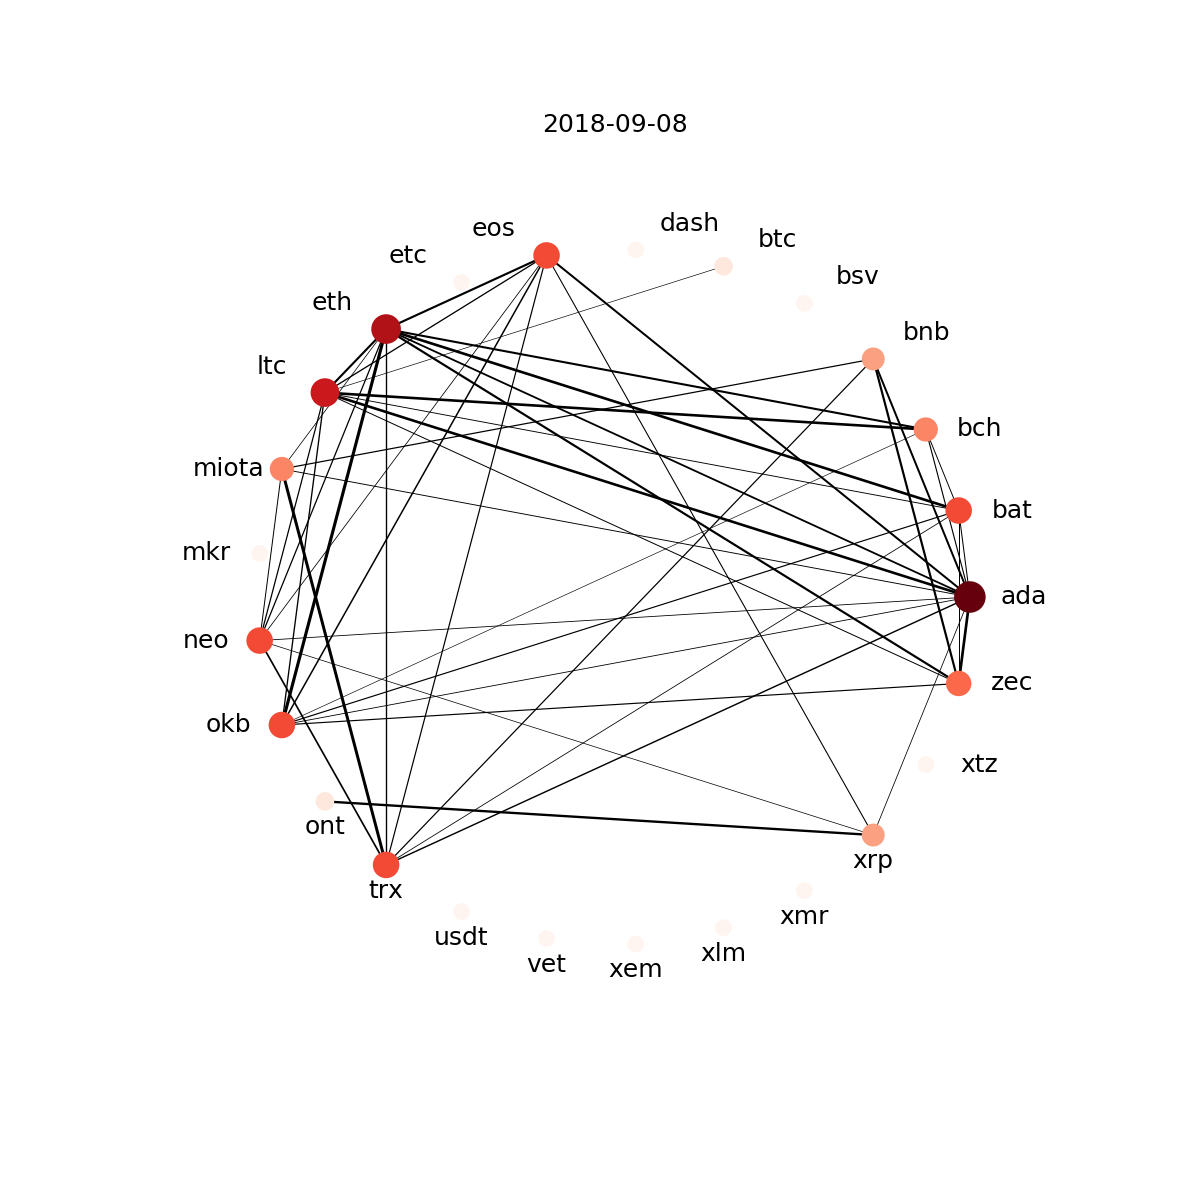 2018-09-08
dash
eos
btc
etc
bsv
eth
bnb
ltc
bch
miota
bat
mkr
ada
neo
zec
okb
xtz
ont
xrp
trx
xmr
usdt
xlm
vet
xem